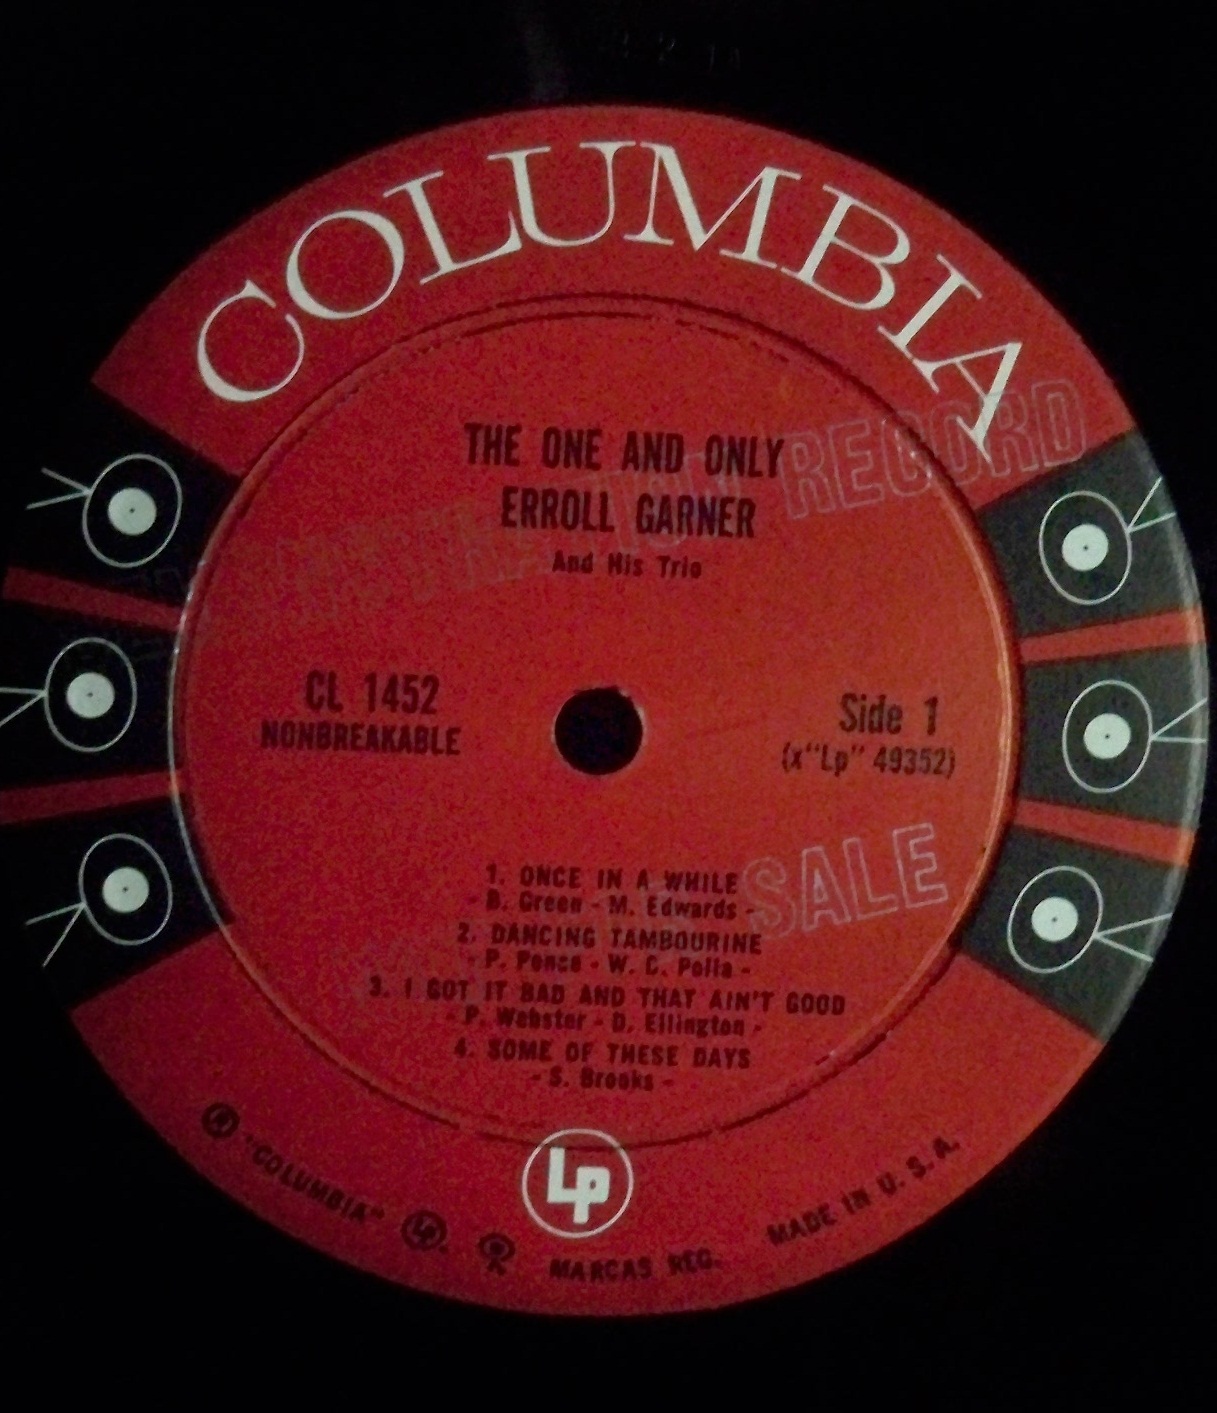 COLUMBIA
THE ONE AND ONLY
ERROLL GARNER
And His Trio
RECORD
CL 1452
NONBREAKABLE
Side 1
(x"Lp" 49352)
SALE
1. ONCE IN A WHILE
- B. Green - M. Edwards -
2. DANCING TAMBOURINE
- P. Ponce - W. C. Polla -
3. I GOT IT BAD AND THAT AIN'T GOOD
- P. Webster - D. Ellington -
4. SOME OF THESE DAYS
- S. Brooks -
Lp
® "COLUMBIA" Lp. MARCAS REG. MADE IN U. S. A.